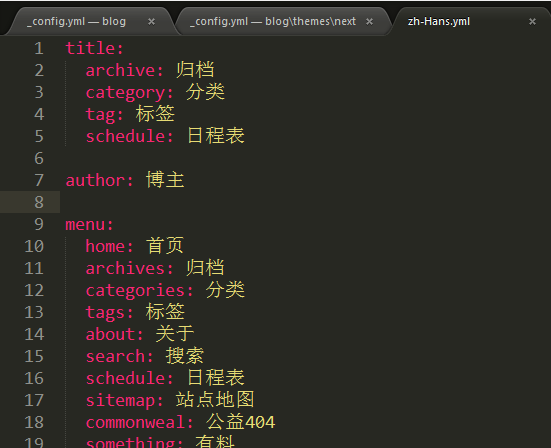 _config.yml — blog
_config.yml — blog\themes\next
zh-Hans.yml
1 title:
2 archive: 归档
3 category: 分类
4 tag: 标签
5 schedule: 日程表
6
7 author: 博主
8
9 menu:
10 home: 首页
11 archives: 归档
12 categories: 分类
13 tags: 标签
14 about: 关于
15 search: 搜索
16 schedule: 日程表
17 sitemap: 站点地图
18 commonweal: 公益404
19 something: 有料